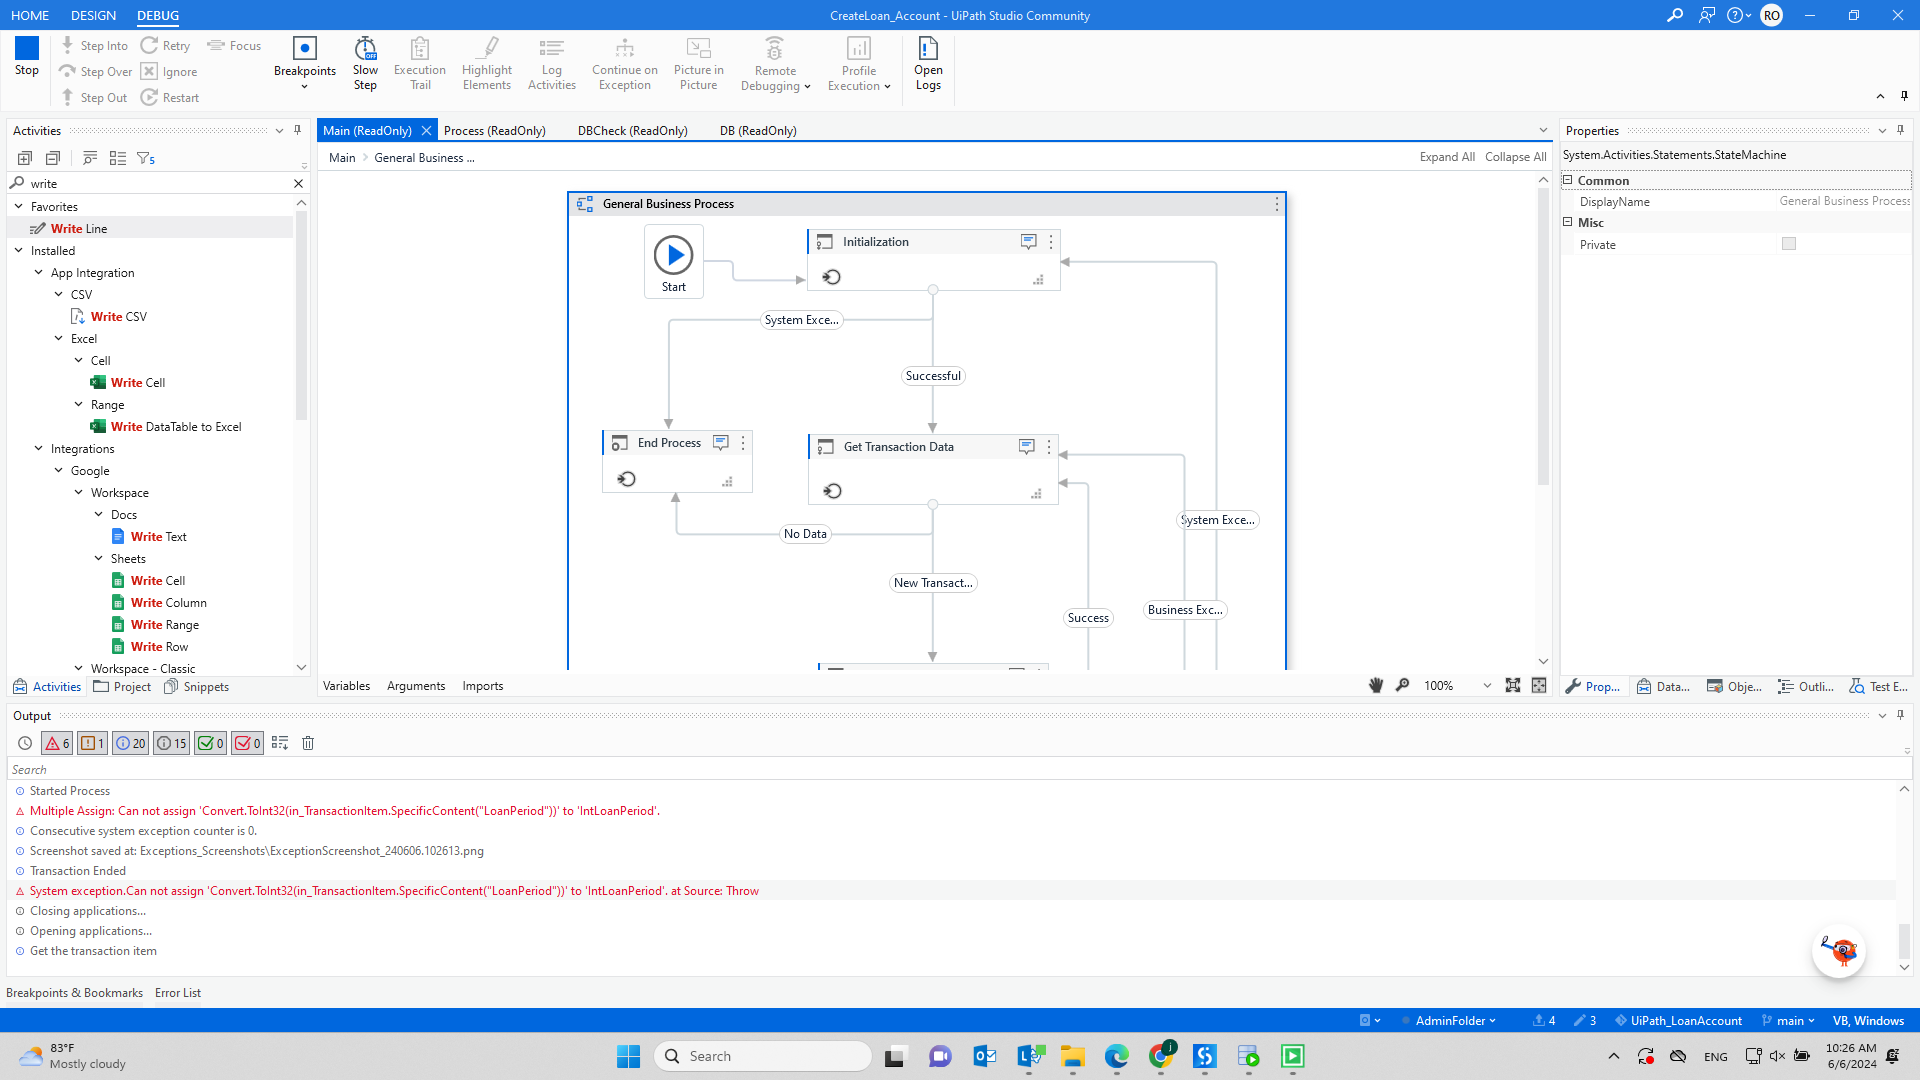 HOME DESIGN DEBUG
CreateLoan_Account - UiPath Studio Community
RO
Stop
Step Into Retry Focus
Step Over Ignore
Step Out Restart
Breakpoints
Slow Step
OFF
Execution Trail
Highlight Elements
Log Activities
Continue on Exception
Picture in Picture
Remote Debugging
Profile Execution
Open Logs
Activities
5
write
Favorites
Write Line
Installed
App Integration
CSV
Write CSV
Excel
Cell
Write Cell
Range
Write DataTable to Excel
Integrations
Google
Workspace
Docs
Write Text
Sheets
Write Cell
Write Column
Write Range
Write Row
Workspace - Classic
Activities Project Snippets
Main (ReadOnly) Process (ReadOnly) DBCheck (ReadOnly) DB (ReadOnly)
Main General Business ...
Expand All Collapse All
General Business Process
Start
Initialization
System Exce...
Successful
End Process
Get Transaction Data
System Exce...
No Data
New Transact...
Business Exc...
Success
Variables Arguments Imports
100%
Properties
System.Activities.Statements.StateMachine
Common
DisplayName General Business Process
Misc
Private
Prop... Data... Obje... Outli... Test E...
Output
6 1 20 15 0 0
Search
Started Process
Multiple Assign: Can not assign 'Convert.ToInt32(in_TransactionItem.SpecificContent("LoanPeriod"))' to 'IntLoanPeriod'.
Consecutive system exception counter is 0.
Screenshot saved at: Exceptions_Screenshots\ExceptionScreenshot_240606.102613.png
Transaction Ended
System exception.Can not assign 'Convert.ToInt32(in_TransactionItem.SpecificContent("LoanPeriod"))' to 'IntLoanPeriod'. at Source: Throw
Closing applications...
Opening applications...
Get the transaction item
Breakpoints & Bookmarks Error List
AdminFolder 4 3 UiPath_LoanAccount main VB, Windows
83°F
Mostly cloudy
Search
j
ENG
10:26 AM
6/6/2024